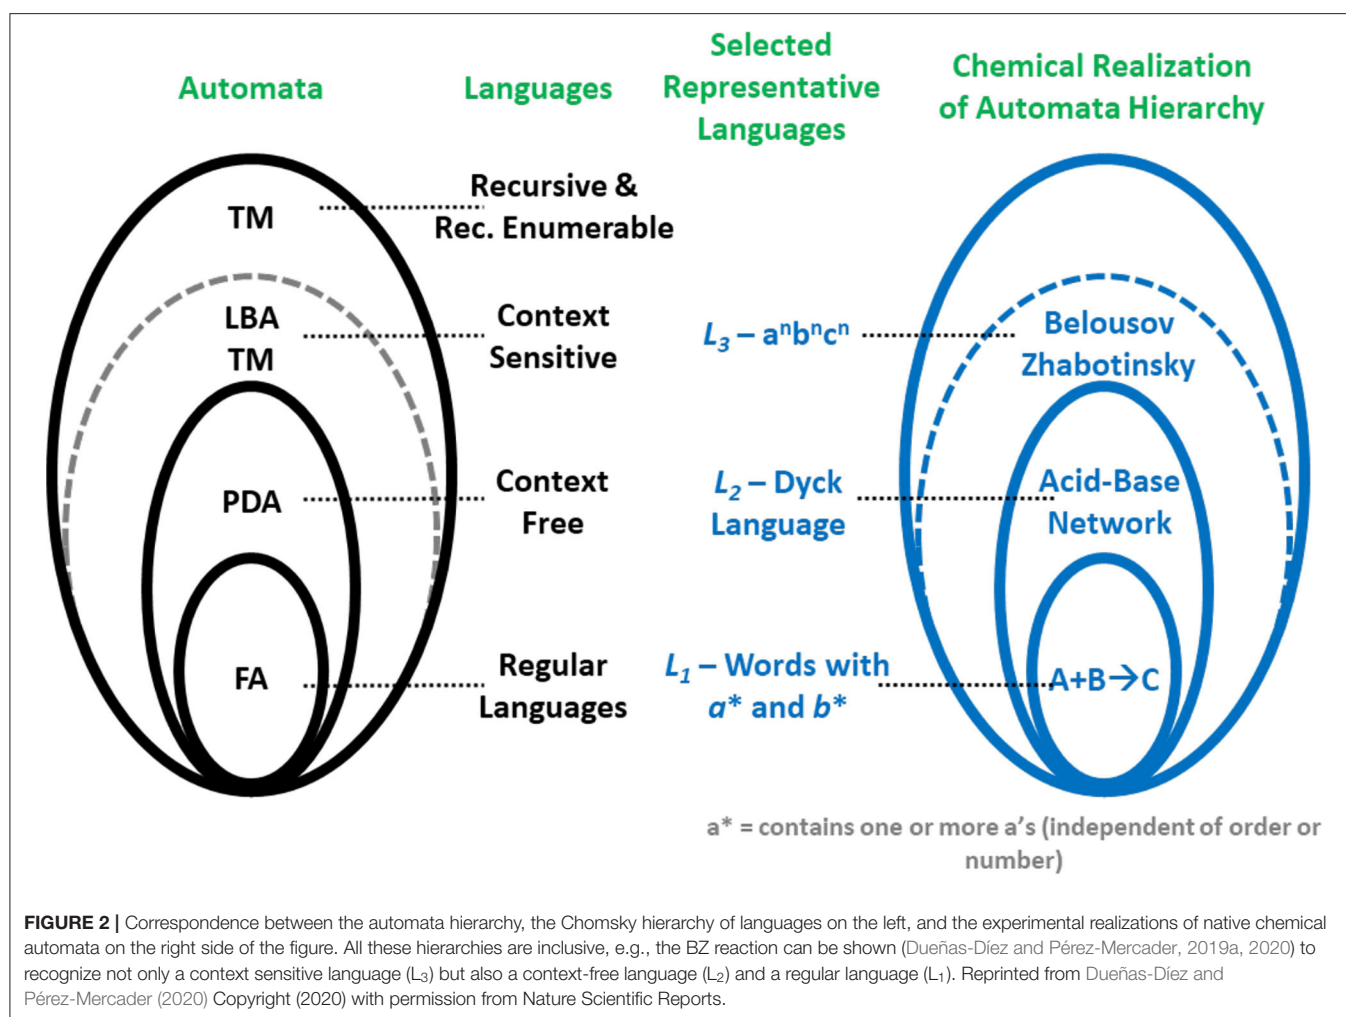 Automata
Languages
Selected
Representative
Languages
Chemical Realization
of Automata Hierarchy
TM
Recursive &
Rec. Enumerable
LBA
TM
Context
Sensitive
L₃ – aⁿbⁿcⁿ
Belousov
Zhabotinsky
PDA
Context
Free
L₂ – Dyck
Language
Acid-Base
Network
FA
Regular
Languages
L₁ – Words with
a* and b*
A+B→C
a* = contains one or more a's (independent of order or
number)
FIGURE 2 | Correspondence between the automata hierarchy, the Chomsky hierarchy of languages on the left, and the experimental realizations of native chemical
automata on the right side of the figure. All these hierarchies are inclusive, e.g., the BZ reaction can be shown (Dueñas-Díez and Pérez-Mercader, 2019a, 2020) to
recognize not only a context sensitive language (L₃) but also a context-free language (L₂) and a regular language (L₁). Reprinted from Dueñas-Díez and
Pérez-Mercader (2020) Copyright (2020) with permission from Nature Scientific Reports.